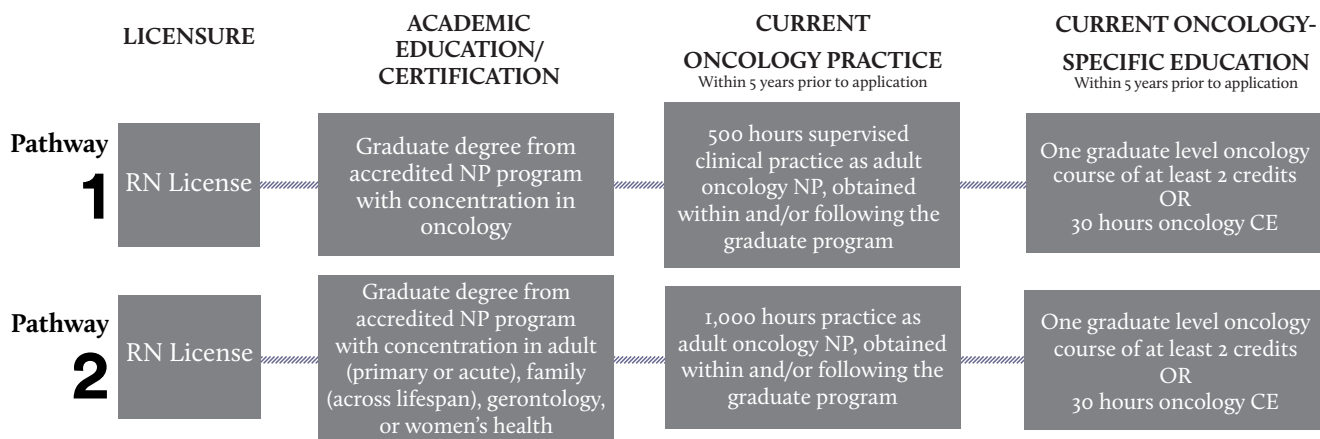 LICENSURE
ACADEMIC
EDUCATION/
CERTIFICATION
CURRENT
ONCOLOGY PRACTICE
Within 5 years prior to application
CURRENT ONCOLOGY-
SPECIFIC EDUCATION
Within 5 years prior to application
Pathway
1
RN License
Graduate degree from
accredited NP program
with concentration in
oncology
500 hours supervised
clinical practice as adult
oncology NP, obtained
within and/or following the
graduate program
One graduate level oncology
course of at least 2 credits
OR
30 hours oncology CE
Pathway
2
RN License
Graduate degree from
accredited NP program
with concentration in adult
(primary or acute), family
(across lifespan), gerontology,
or women’s health
1,000 hours practice as
adult oncology NP, obtained
within and/or following the
graduate program
One graduate level oncology
course of at least 2 credits
OR
30 hours oncology CE